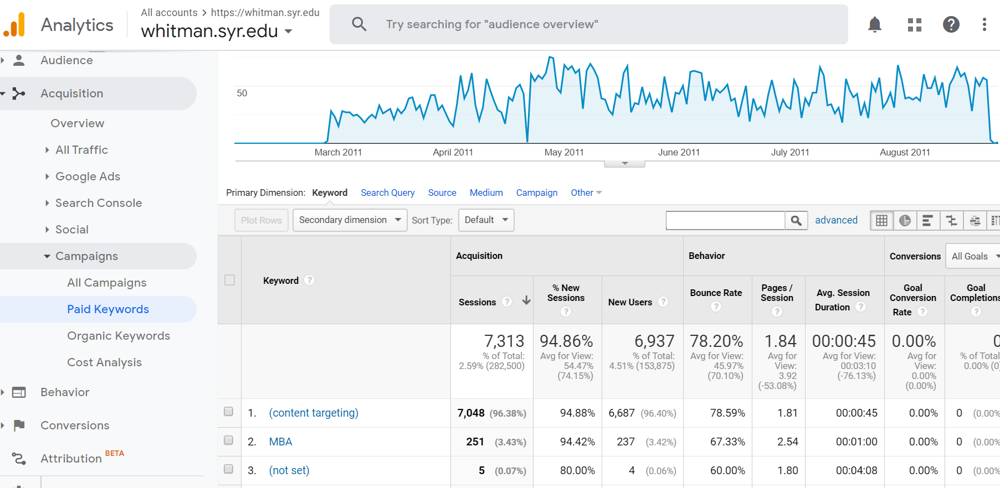 Analytics
All accounts > https://whitman.syr.edu
whitman.syr.edu
Try searching for "audience overview"
Audience
Acquisition
Overview
All Traffic
Google Ads
Search Console
Social
Campaigns
All Campaigns
Paid Keywords
Organic Keywords
Cost Analysis
Behavior
Conversions
Attribution BETA
50
March 2011 April 2011 May 2011 June 2011 July 2011 August 2011
Primary Dimension: Keyword Search Query Source Medium Campaign Other
Plot Rows Secondary dimension Sort Type: Default advanced
Keyword
Acquisition Behavior Conversions All Goals
Sessions
% New
Sessions
New Users
Bounce Rate
Pages /
Session
Avg. Session
Duration
Goal
Conversion
Rate
Goal
Completions
7,313
% of Total:
2.59% (282,500)
94.86%
Avg for View:
54.47%
(74.15%)
6,937
% of Total:
4.51% (153,875)
78.20%
Avg for View:
45.97%
(70.10%)
1.84
Avg for
View:
3.92
(-53.08%)
00:00:45
Avg for View:
00:03:10
(-76.13%)
0.00%
Avg for
View:
0.00%
(0.00%)
0
% of Total
0.00% (0)
1. (content targeting) 7,048 (96.38%) 94.88% 6,687 (96.40%) 78.59% 1.81 00:00:45 0.00% 0 (0.00%
2. MBA 251 (3.43%) 94.42% 237 (3.42%) 67.33% 2.54 00:01:00 0.00% 0 (0.00%
3. (not set) 5 (0.07%) 80.00% 4 (0.06%) 60.00% 1.80 00:04:08 0.00% 0 (0.00%